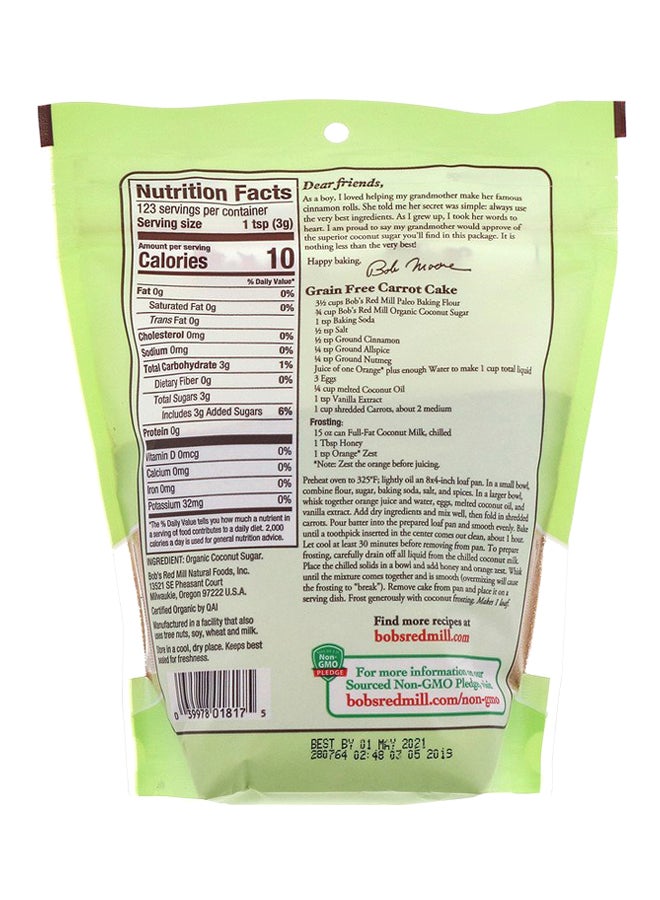 Nutrition Facts
123 servings per container
Serving size 1 tsp (3g)
Amount per serving
Calories 10
% Daily Value*
Fat 0g 0%
Saturated Fat 0g 0%
Trans Fat 0g
Cholesterol 0mg 0%
Sodium 0mg 0%
Total Carbohydrate 3g 1%
Dietary Fiber 0g 0%
Total Sugars 3g
Includes 3g Added Sugars 6%
Protein 0g
Vitamin D 0mcg 0%
Calcium 0mg 0%
Iron 0mg 0%
Potassium 32mg 0%
*The % Daily Value tells you how much a nutrient in
a serving of food contributes to a daily diet. 2,000
calories a day is used for general nutrition advice.
INGREDIENT: Organic Coconut Sugar.
Bob's Red Mill Natural Foods, Inc.
13521 SE Pheasant Court
Milwaukie, Oregon 97222 U.S.A.
Certified Organic by QAI
Manufactured in a facility that also
uses tree nuts, soy, wheat and milk.
Store in a cool, dry place. Keeps best
sealed for freshness.
0 39978 01817 5
Dear friends,
As a boy, I loved helping my grandmother make her famous
cinnamon rolls. She told me her secret was simple: always use
the very best ingredients. As I grew up, I took her words to
heart. I am proud to say my grandmother would approve of
the superior coconut sugar you'll find in this package. It is
nothing less than the very best!
Happy baking, Bob Moore
Grain Free Carrot Cake
3½ cups Bob's Red Mill Paleo Baking Flour
¾ cup Bob's Red Mill Organic Coconut Sugar
1 tsp Baking Soda
½ tsp Salt
½ tsp Ground Cinnamon
¼ tsp Ground Allspice
¼ tsp Ground Nutmeg
Juice of one Orange* plus enough Water to make 1 cup total liquid
3 Eggs
¼ cup melted Coconut Oil
1 tsp Vanilla Extract
1 cup shredded Carrots, about 2 medium
Frosting:
15 oz can Full-Fat Coconut Milk, chilled
1 Tbsp Honey
1 tsp Orange* Zest
*Note: Zest the orange before juicing.
Preheat oven to 325°F; lightly oil an 8x4-inch loaf pan. In a small bowl,
combine flour, sugar, baking soda, salt, and spices. In a larger bowl,
whisk together orange juice and water, eggs, melted coconut oil, and
vanilla extract. Add dry ingredients and mix well, then fold in shredded
carrots. Pour batter into the prepared loaf pan and smooth evenly. Bake
until a toothpick inserted in the center comes out clean, about 1 hour.
Let cool at least 30 minutes before removing from pan. To prepare
frosting, carefully drain off all liquid from the chilled coconut milk.
Place the chilled solids in a bowl and add honey and orange zest. Whisk
until the mixture comes together and is smooth (overmixing will cause
the frosting to "break"). Remove cake from pan and place it on a
serving dish. Frost generously with coconut frosting. Makes 1 loaf.
Find more recipes at
bobsredmill.com
Non-
GMO
PLEDGE
For more information on our
Sourced Non-GMO Pledge, visit
bobsredmill.com/non-gmo
BEST BY 01 MAY 2021
280764 02:48 03 05 2019